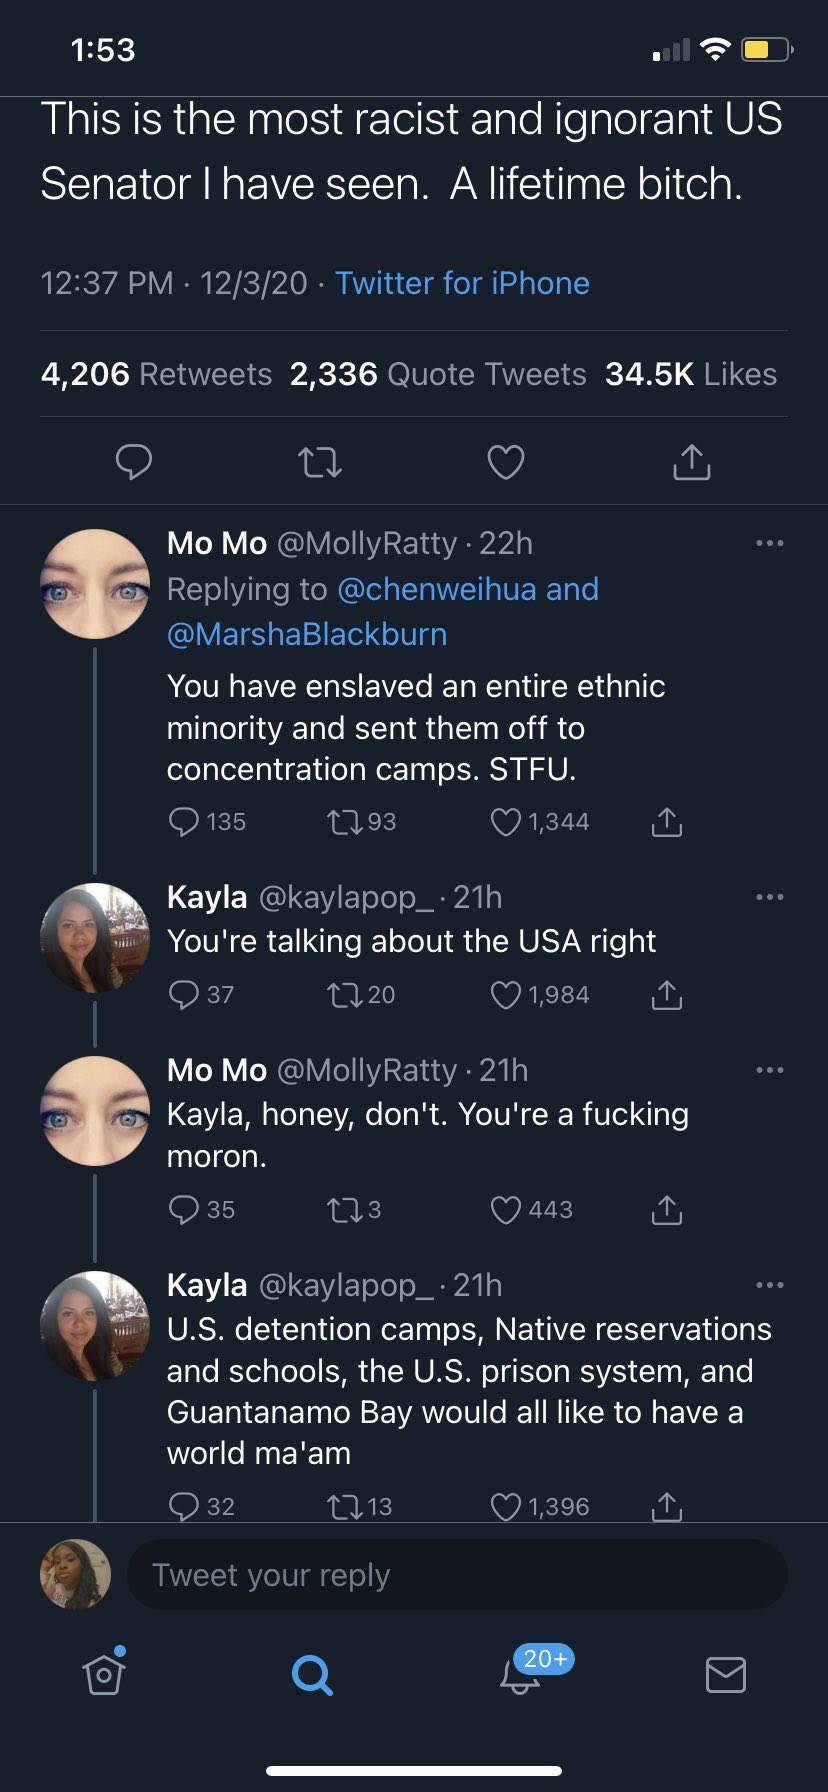 1:53
This is the most racist and ignorant US
Senator I have seen.  A lifetime bitch.
12:37 PM · 12/3/20 · Twitter for iPhone
4,206 Retweets 2,336 Quote Tweets 34.5K Likes
Mo Mo @MollyRatty · 22h
Replying to @chenweihua and
@MarshaBlackburn
You have enslaved an entire ethnic
minority and sent them off to
concentration camps. STFU.
135 93 1,344
Kayla @kaylapop_ · 21h
You're talking about the USA right
37 20 1,984
Mo Mo @MollyRatty · 21h
Kayla, honey, don't. You're a fucking
moron.
35 3 443
Kayla @kaylapop_ · 21h
U.S. detention camps, Native reservations
and schools, the U.S. prison system, and
Guantanamo Bay would all like to have a
world ma'am
32 13 1,396
Tweet your reply
20+